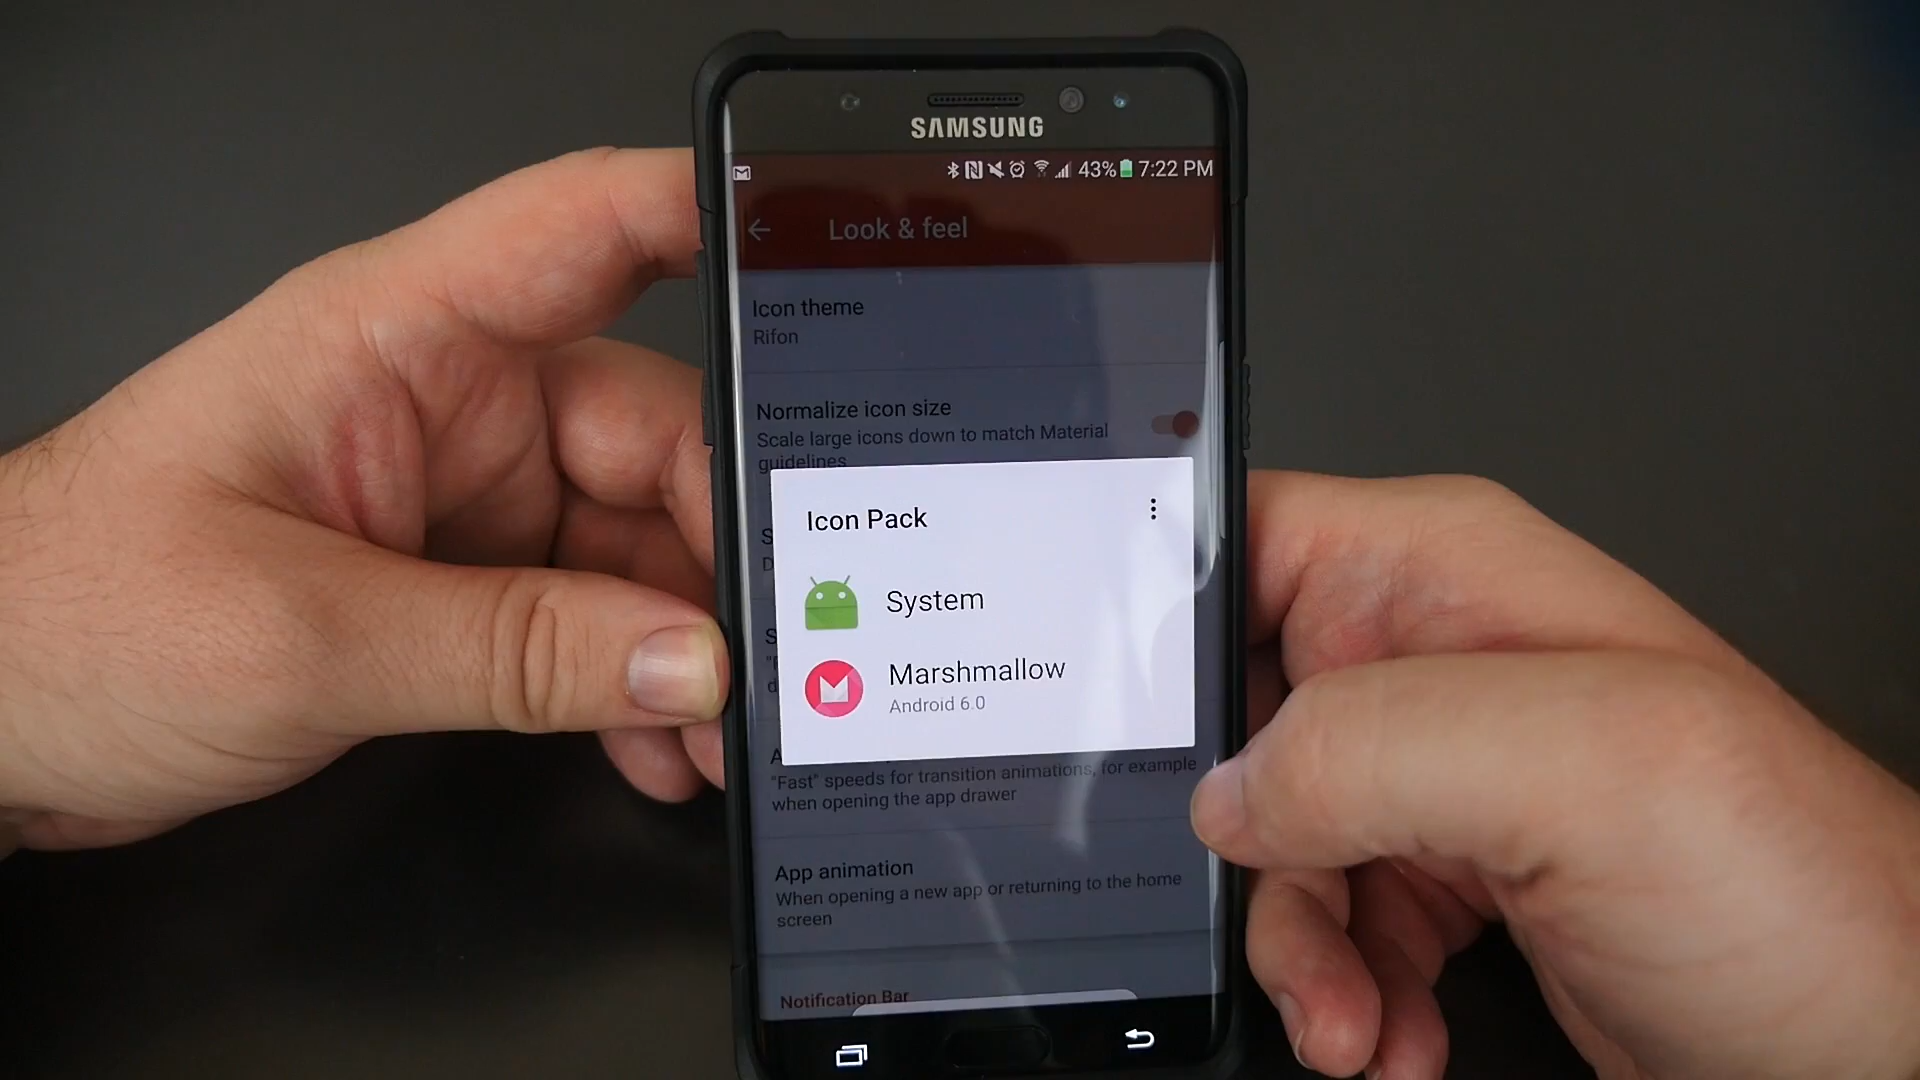 SAMSUNG
43% 7:22 PM
Look & feel
Icon theme
Rifon
Normalize icon size
Scale large icons down to match Material
guidelines
Icon Pack
System
Marshmallow
Android 6.0
"Fast" speeds for transition animations, for example
when opening the app drawer
App animation
When opening a new app or returning to the home
screen
Notification Bar